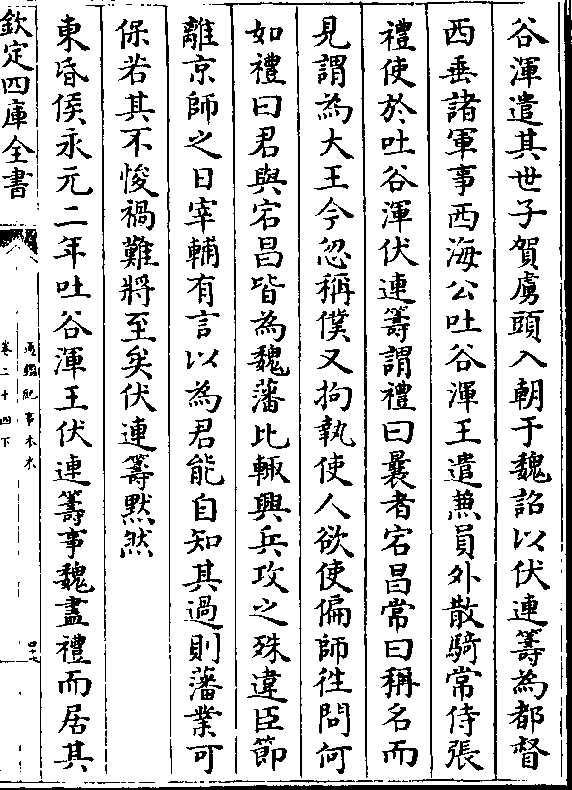 谷渾遣其世子賀虜頭入朝于魏詔以伏連籌為都督
西垂諸軍事西海公吐谷渾王遣兼員外散騎常侍張
禮使於吐谷渾伏連籌謂禮曰曩者宕昌常曰稱名而
見謂為大王今忽稱僕又拘執使人欲使偏師徃問何
如禮曰君與宕昌皆為魏藩比輙興兵攻之殊違臣節
離京師之日宰輔有言以為君能自知其過則藩業可
保若其不悛禍難將至矣伏連籌黙然
東昏侯永元二年吐谷渾王伏連籌事魏盡禮而居其
欽定四庫全書
通鑑紀事本末
卷二十四下